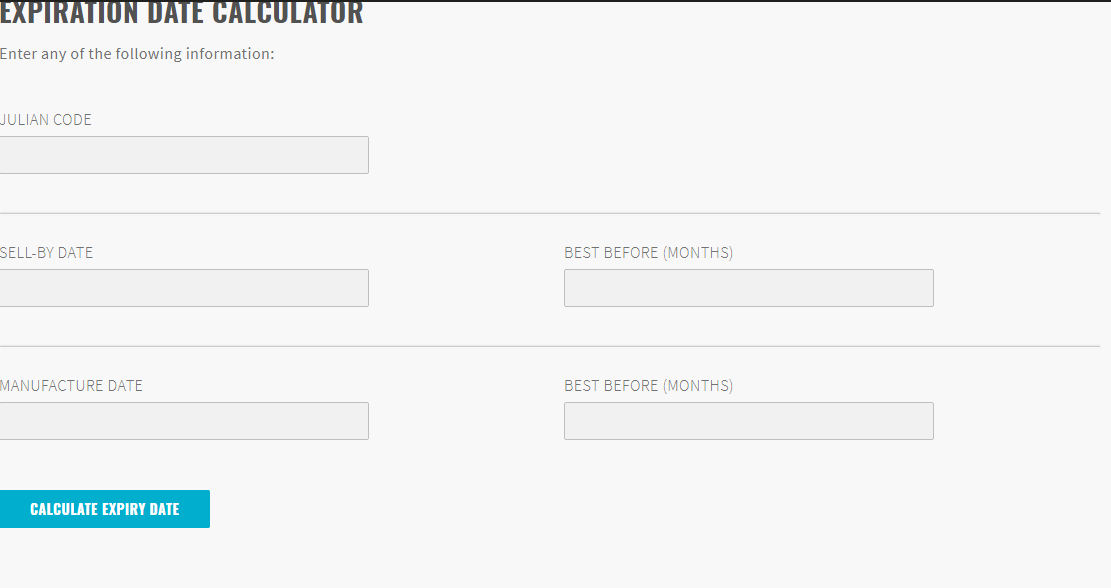 EXPIRATION DATE CALCULATOR
Enter any of the following information:
JULIAN CODE
SELL-BY DATE
BEST BEFORE (MONTHS)
MANUFACTURE DATE
BEST BEFORE (MONTHS)
CALCULATE EXPIRY DATE